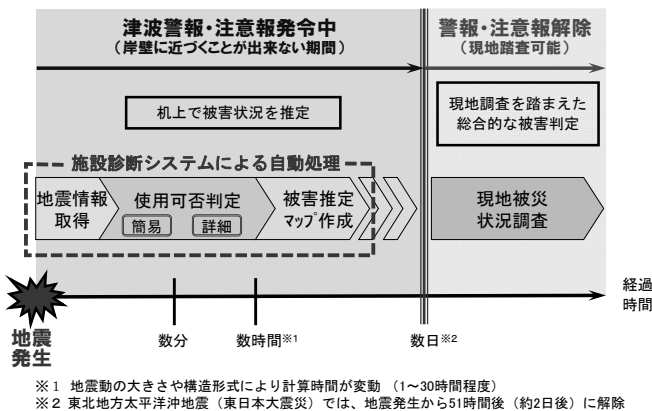 津波警報・注意報発令中
（岸壁に近づくことが出来ない期間）
警報・注意報解除
（現地踏査可能）
机上で被害状況を推定
現地調査を踏まえた
総合的な被害判定
施設診断システムによる自動処理
地震情報
取得
使用可否判定
簡易
詳細
被害推定
マップ作成
現地被災
状況調査
経過
時間
地震
発生
数分
数時間※1
数日※2
※１ 地震動の大きさや構造形式により計算時間が変動 （1～30時間程度）
※２ 東北地方太平洋沖地震（東日本大震災）では、地震発生から51時間後（約2日後）に解除